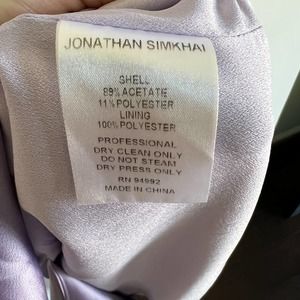 JONATHAN SIMKHAI
SHELL
89% ACETATE
11% POLYESTER
LINING
100% POLYESTER
PROFESSIONAL
DRY CLEAN ONLY
DO NOT STEAM
DRY PRESS ONLY
RN 94992
MADE IN CHINA